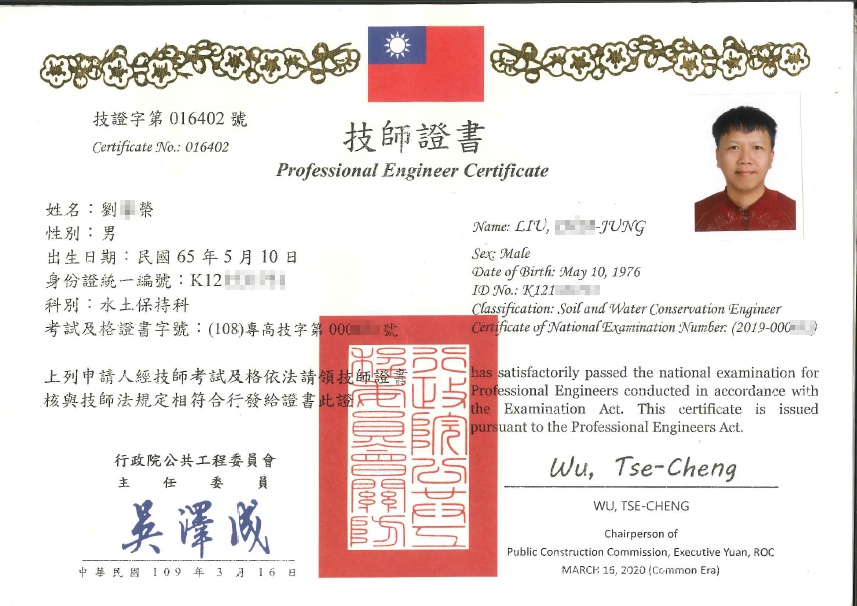 技證字第 016402 號
Certificate No.: 016402
技師證書
Professional Engineer Certificate
姓名：劉 榮
性別：男
出生日期：民國 65 年 5 月 10 日
身份證統一編號：K12
科別：水土保持科
考試及格證書字號：(108)專高技字第 000 號
Name: LIU, -JUNG
Sex: Male
Date of Birth: May 10, 1976
ID No.: K121
Classification: Soil and Water Conservation Engineer
Certificate of National Examination Number: (2019-000 )
上列申請人經技師考試及格依法請領技師證書
核與技師法規定相符合行發給證書此證
has satisfactorily passed the national examination for
Professional Engineers conducted in accordance with
the Examination Act. This certificate is issued
pursuant to the Professional Engineers Act.
行政院公共工程委員會
主任委員
吳澤成
中華民國 109 年 3 月 16 日
行政院公共工
程委員會關防
Wu, Tse-Cheng
WU, TSE-CHENG
Chairperson of
Public Construction Commission, Executive Yuan, ROC
MARCH 16, 2020 (Common Era)